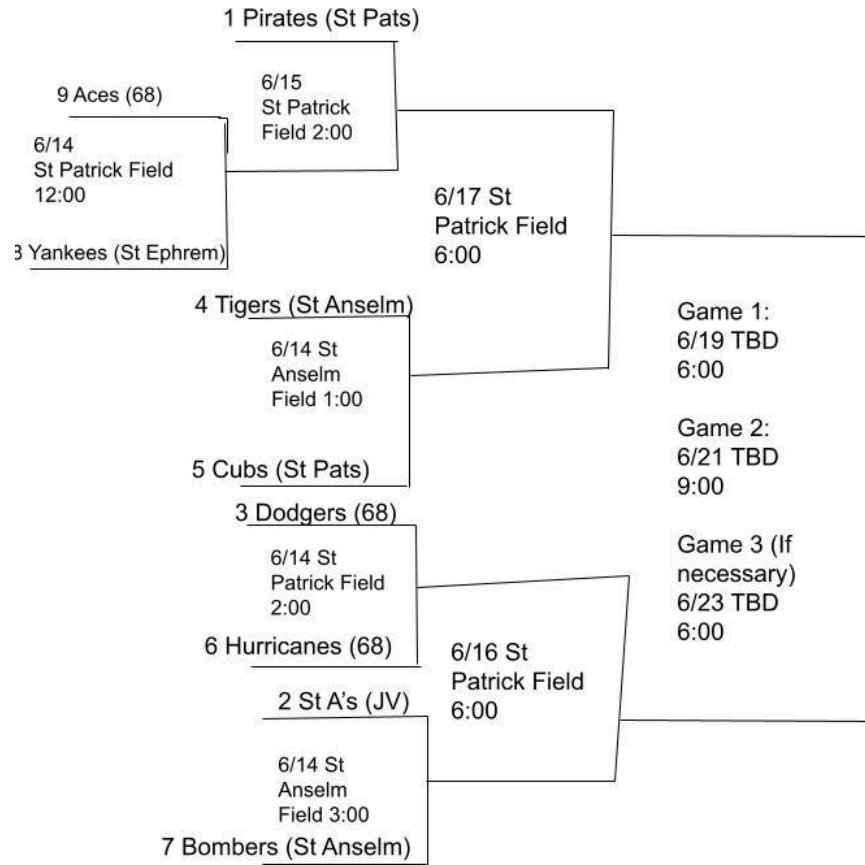 1 Pirates (St Pats)
6/15
St Patrick
Field 2:00
9 Aces (68)
6/14
St Patrick Field
12:00
8 Yankees (St Ephrem)
6/17 St
Patrick Field
6:00
4 Tigers (St Anselm)
6/14 St
Anselm
Field 1:00
5 Cubs (St Pats)
Game 1:
6/19 TBD
6:00
Game 2:
6/21 TBD
9:00
Game 3 (If
necessary)
6/23 TBD
6:00
3 Dodgers (68)
6/14 St
Patrick Field
2:00
6 Hurricanes (68)
6/16 St
Patrick Field
6:00
2 St A's (JV)
6/14 St
Anselm
Field 3:00
7 Bombers (St Anselm)